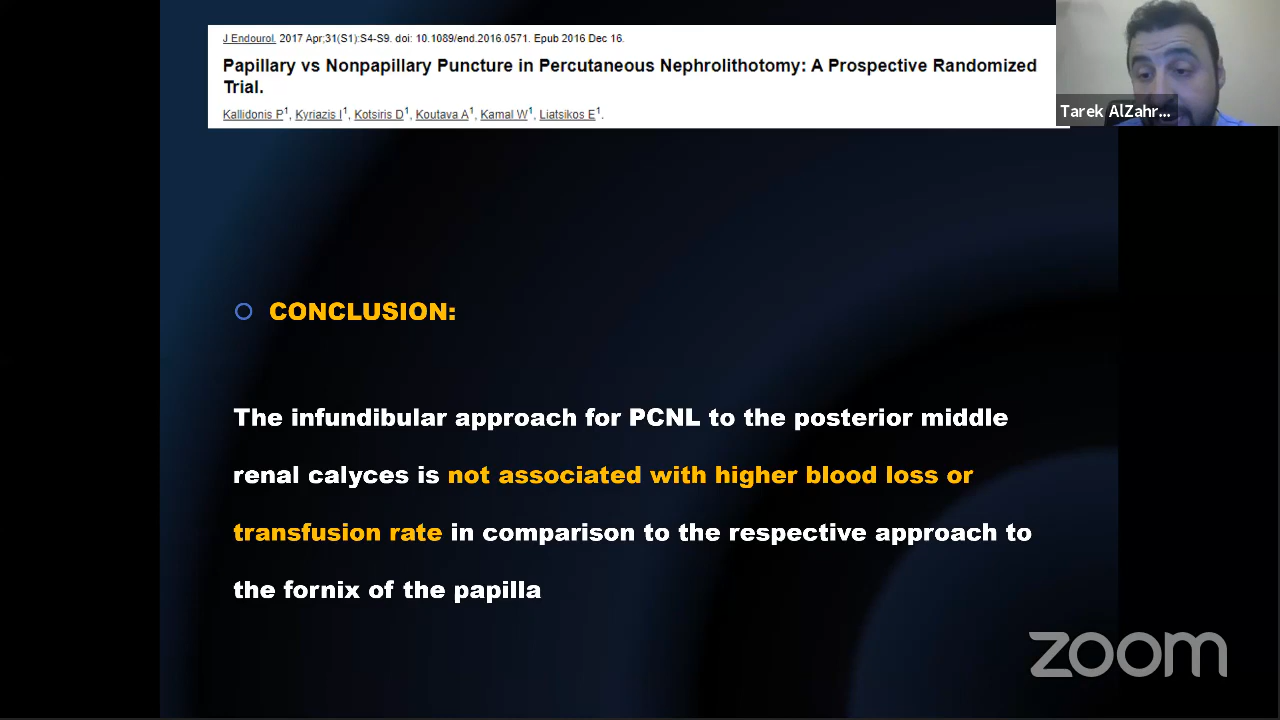 J Endourol. 2017 Apr;31(S1):S4-S9. doi: 10.1089/end.2016.0571. Epub 2016 Dec 16.
Papillary vs Nonpapillary Puncture in Percutaneous Nephrolithotomy: A Prospective Randomized
Trial.
Kallidonis P1, Kyriazis I1, Kotsiris D1, Koutava A1, Kamal W1, Liatsikos E1.
Tarek AlZahr...
CONCLUSION:
The infundibular approach for PCNL to the posterior middle
renal calyces is not associated with higher blood loss or
transfusion rate in comparison to the respective approach to
the fornix of the papilla
zoom